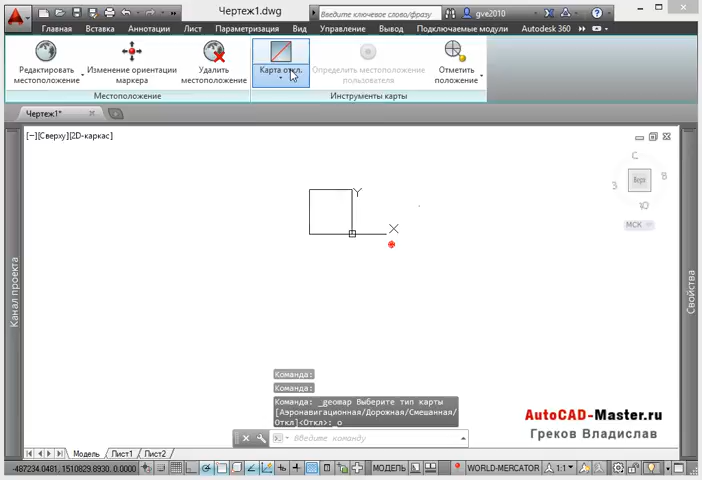 Чертеж1.dwg
Введите ключевое слово/фразу
gve2010
Главная Вставка Аннотации Лист Параметризация Вид Управление Вывод Подключаемые модули Autodesk 360
Редактировать местоположение
Изменение ориентации маркера
Удалить местоположение
Карта откл.
Определить местоположение пользователя
Отметить положение
Местоположение
Инструменты карты
Чертеж1*
[−][Сверху][2D-каркас]
С
З
Верх
В
Ю
МСК
Y
X
Канал проекта
Свойства
Команда:
Команда:
Команда: _geomap Выберите тип карты
[Аэронавигационная/Дорожная/Смешанная/
Откл]<Откл>:_o
Введите команду
AutoCAD-Master.ru
Греков Владислав
Модель Лист1 Лист2
-487234.0481, 1510829.8930, 0.0000
МОДЕЛЬ
WORLD-MERCATOR
1:1